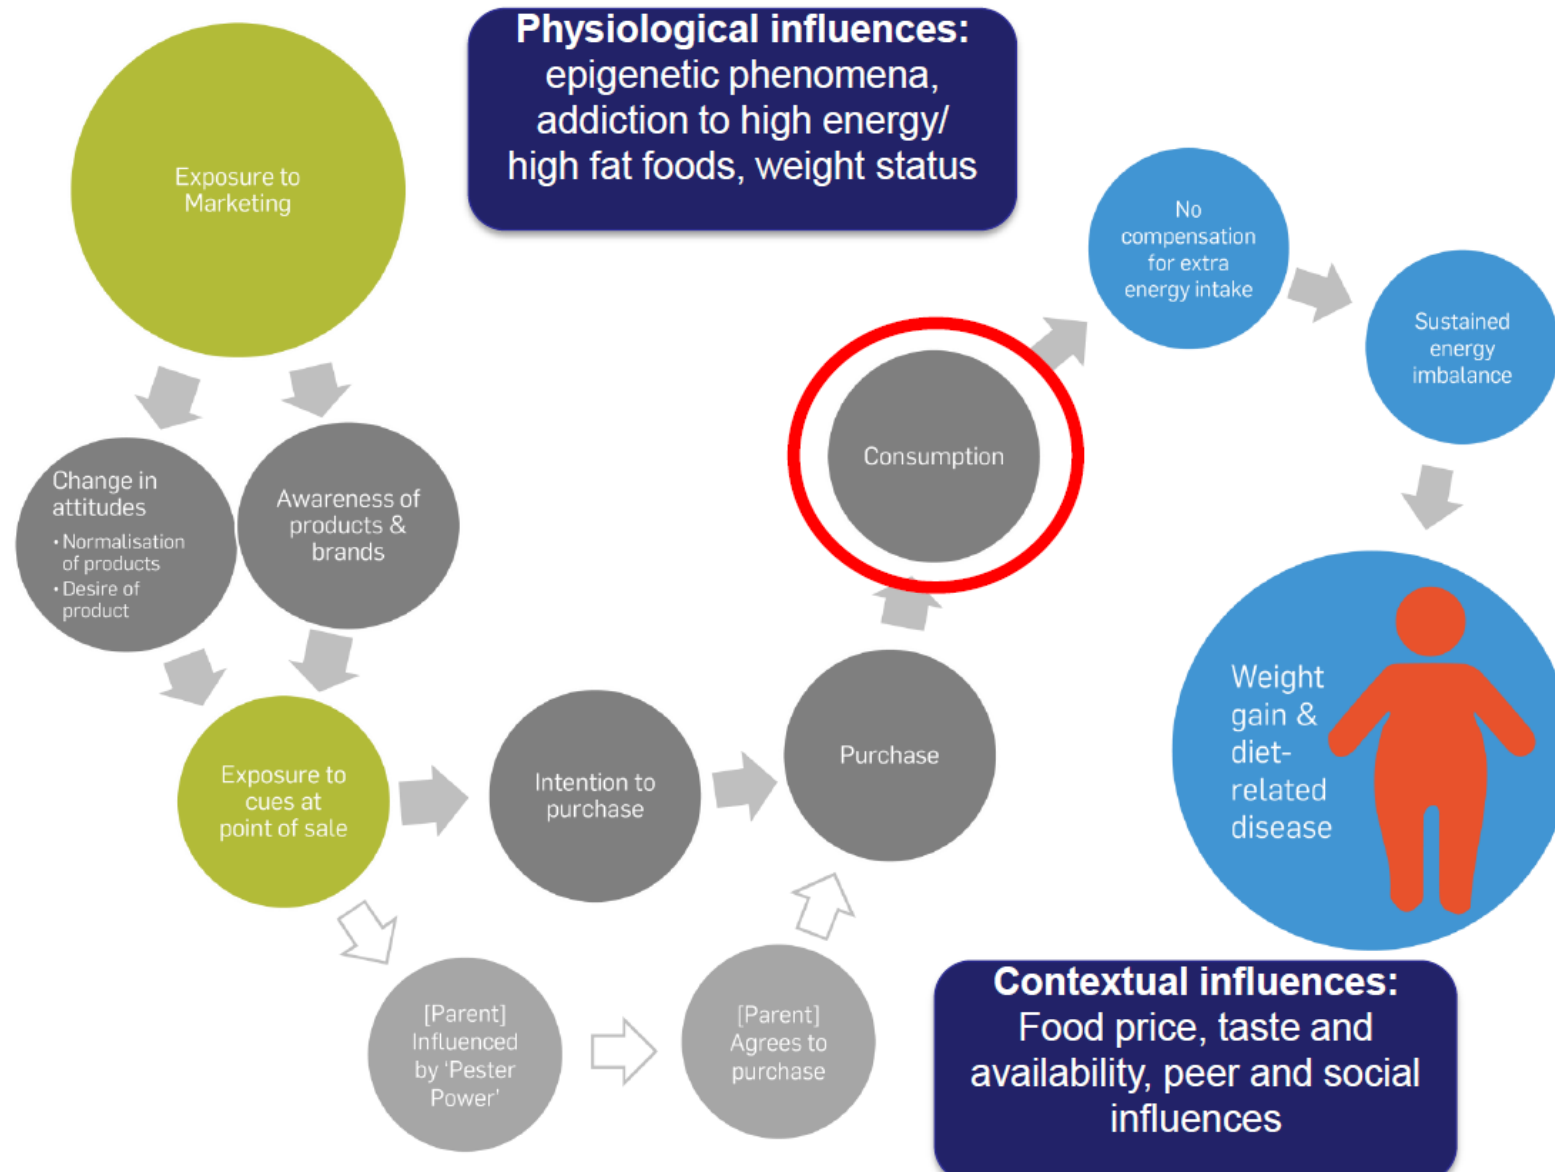 Physiological influences:
epigenetic phenomena,
addiction to high energy/
high fat foods, weight status
Exposure to
Marketing
Change in
attitudes
• Normalisation
of products
• Desire of
product
Awareness of
products &
brands
Exposure to
cues at
point of sale
Intention to
purchase
Purchase
[Parent]
Influenced
by ‘Pester
Power’
[Parent]
Agrees to
purchase
Consumption
No
compensation
for extra
energy intake
Sustained
energy
imbalance
Weight
gain &
diet-
related
disease
Contextual influences:
Food price, taste and
availability, peer and social
influences